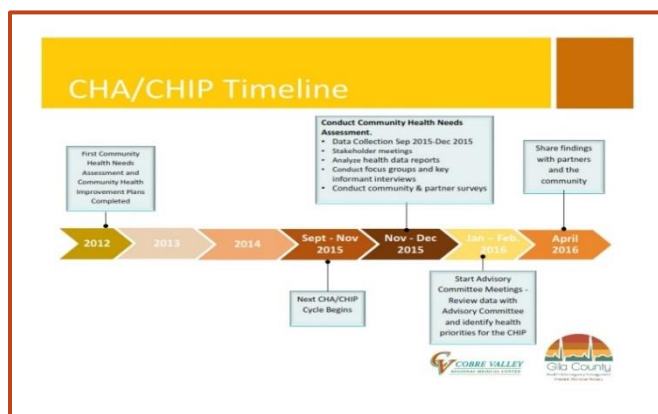 CHA/CHIP Timeline
First Community
Health Needs
Assessment and
Community Health
Improvement Plans
Completed
Conduct Community Health Needs
Assessment.
• Data Collection Sep 2015-Dec 2015
• Stakeholder meetings
• Analyze health data reports
• Conduct focus groups and key
informant interviews
• Conduct community & partner surveys
Share findings
with partners
and the
community
2012
2013
2014
Sept - Nov
2015
Nov - Dec
2015
Jan – Feb.
2016
April
2016
Next CHA/CHIP
Cycle Begins
Start Advisory
Committee Meetings -
Review data with
Advisory Committee
and identify health
priorities for the CHIP
COBRE VALLEY
REGIONAL MEDICAL CENTER
Gila County